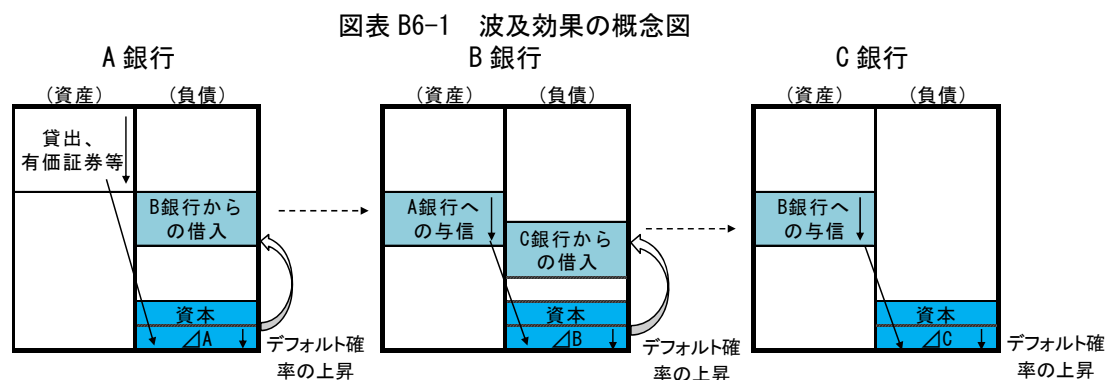 図表 B6-1 波及効果の概念図
A 銀行
B 銀行
C 銀行
(資産)
(負債)
(資産)
(負債)
(資産)
(負債)
貸出、
有価証券等
B銀行から
の借入
資本
⊿A
デフォルト確
率の上昇
A銀行へ
の与信
C銀行から
の借入
資本
⊿B
デフォルト確
率の上昇
B銀行へ
の与信
資本
⊿C
デフォルト確
率の上昇